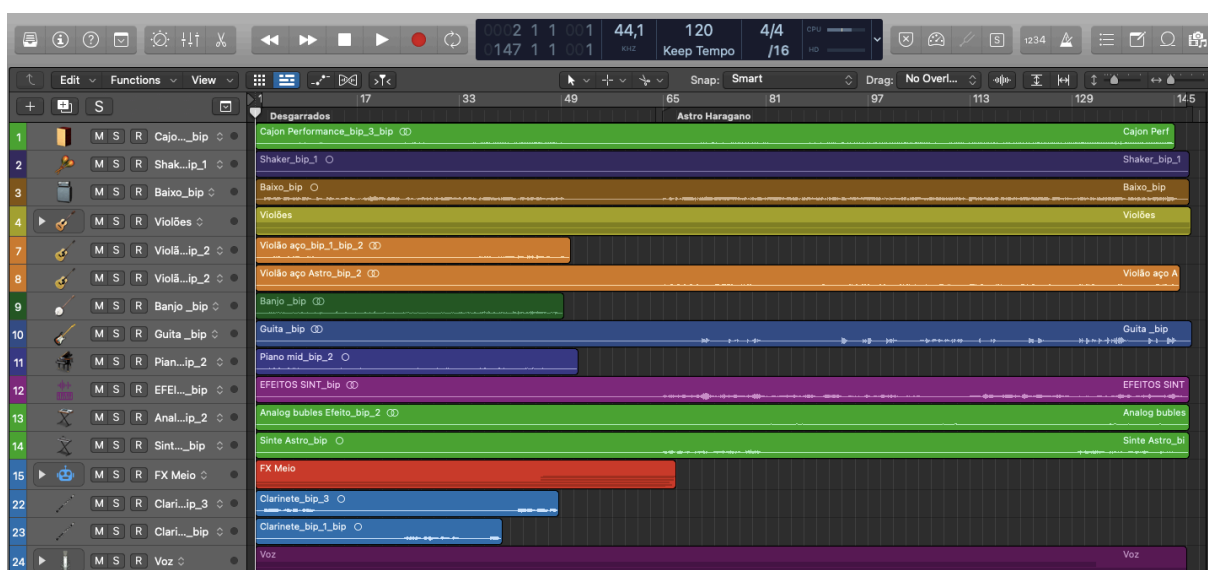 0002 1 1 001 44,1 120 4/4 CPU
0147 1 1 001 KHZ Keep Tempo /16 HD
S 1234
Edit Functions View Snap: Smart Drag: No Overl...
S 1 17 33 49 65 81 97 113 129 145
Desgarrados Astro Haragano
1 M S R Cajo..._bip Cajon Performance_bip_3_bip Cajon Perf
2 M S R Shak...ip_1 Shaker_bip_1 Shaker_bip_1
3 M S R Baixo_bip Baixo_bip Baixo_bip
4 M S R Violões Violões Violões
7 M S R Violã...ip_2 Violão aço_bip_1_bip_2
8 M S R Violã...ip_2 Violão aço Astro_bip_2 Violão aço A
9 M S R Banjo _bip Banjo _bip
10 M S R Guita _bip Guita _bip Guita _bip
11 M S R Pian...ip_2 Piano mid_bip_2
12 M S R EFEI..._bip EFEITOS SINT_bip EFEITOS SINT
13 M S R Anal...ip_2 Analog bubles Efeito_bip_2 Analog bubles
14 M S R Sint..._bip Sinte Astro_bip Sinte Astro_bi
15 M S R FX Meio FX Meio
22 M S R Clari...ip_3 Clarinete_bip_3
23 M S R Clari..._bip Clarinete_bip_1_bip
24 M S R Voz Voz Voz